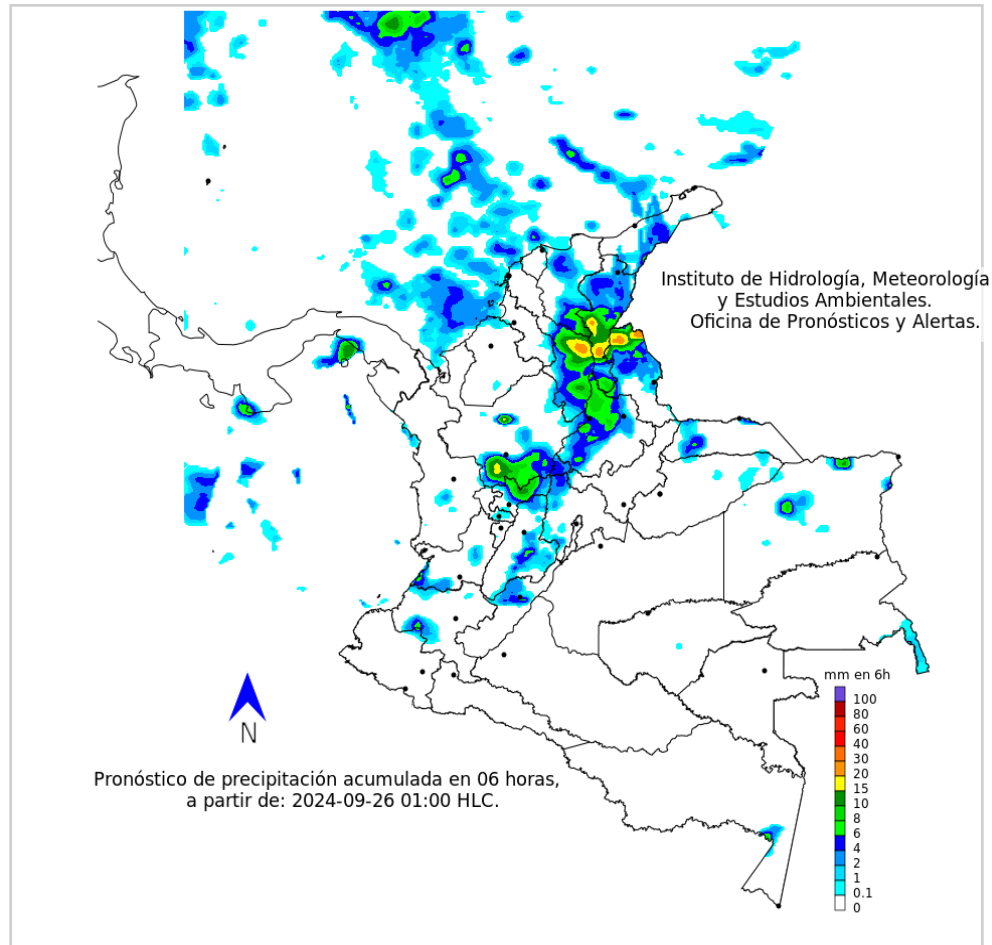 Instituto de Hidrología, Meteorología
y Estudios Ambientales.
Oficina de Pronósticos y Alertas.
mm en 6h
100
80
60
40
30
20
15
10
8
6
4
2
1
0.1
0
N
Pronóstico de precipitación acumulada en 06 horas,
a partir de: 2024-09-26 01:00 HLC.